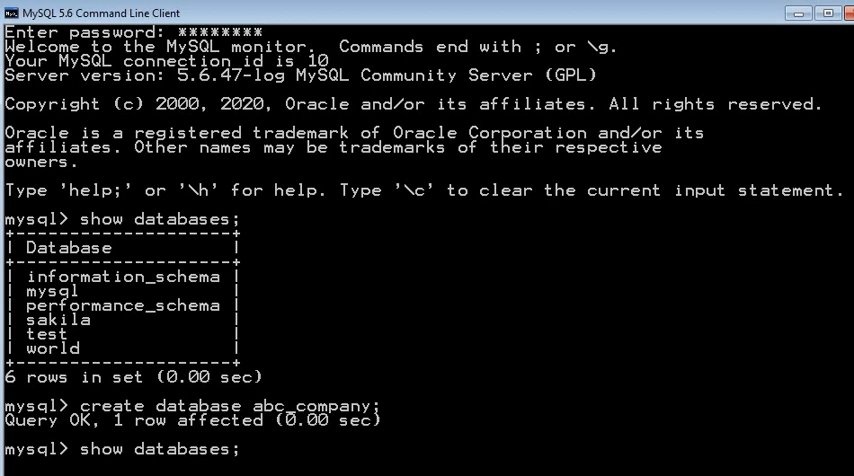 MySQL 5.6 Command Line Client
Enter password: ********
Welcome to the MySQL monitor.  Commands end with ; or \g.
Your MySQL connection id is 10
Server version: 5.6.47-log MySQL Community Server (GPL)
Copyright (c) 2000, 2020, Oracle and/or its affiliates. All rights reserved.
Oracle is a registered trademark of Oracle Corporation and/or its
affiliates. Other names may be trademarks of their respective
owners.
Type 'help;' or '\h' for help. Type '\c' to clear the current input statement.
mysql> show databases;
+--------------------+
| Database           |
+--------------------+
| information_schema |
| mysql              |
| performance_schema |
| sakila             |
| test               |
| world              |
+--------------------+
6 rows in set (0.00 sec)
mysql> create database abc_company;
Query OK, 1 row affected (0.00 sec)
mysql> show databases;